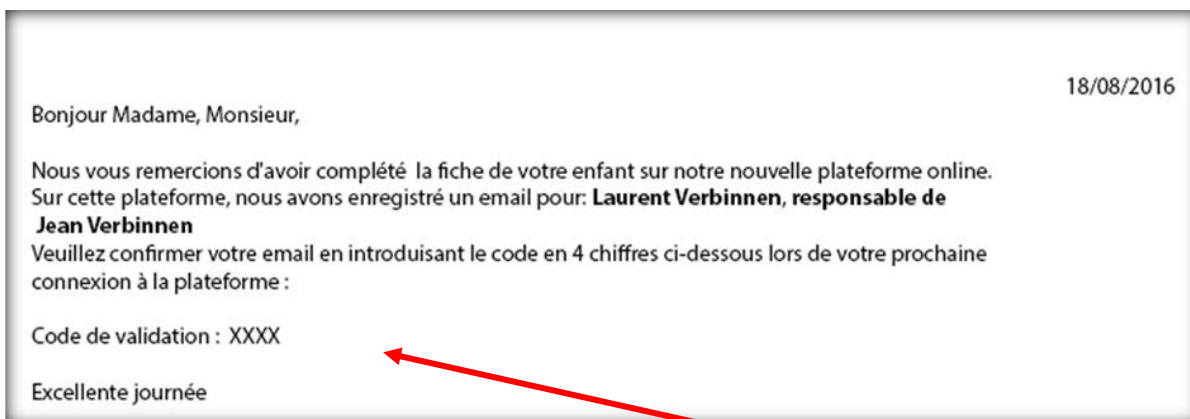 18/08/2016
Bonjour Madame, Monsieur,
Nous vous remercions d'avoir complété la fiche de votre enfant sur notre nouvelle plateforme online.
Sur cette plateforme, nous avons enregistré un email pour: Laurent Verbinnen, responsable de
Jean Verbinnen
Veuillez confirmer votre email en introduisant le code en 4 chiffres ci-dessous lors de votre prochaine
connexion à la plateforme :
Code de validation : XXXX
Excellente journée